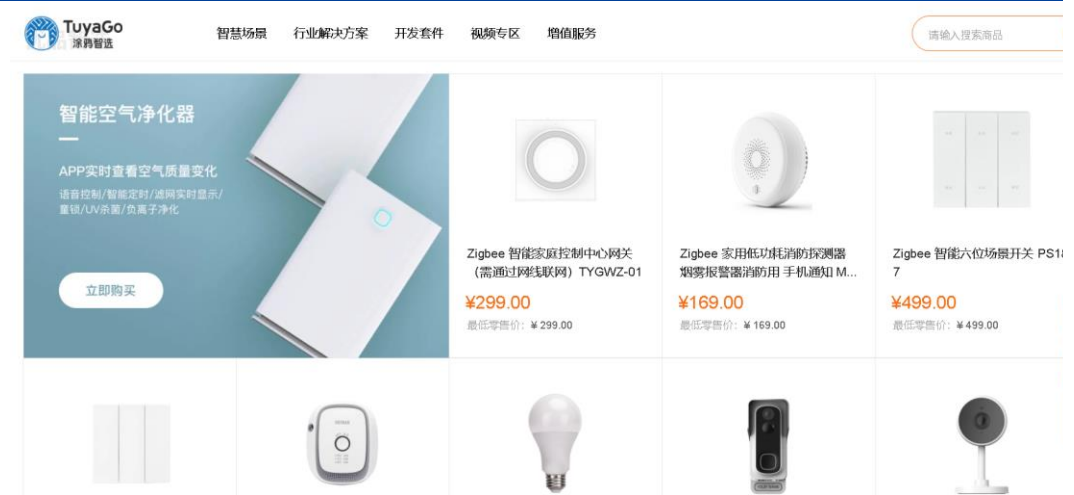 TuyaGo
涂鸦智选
智慧场景
行业解决方案
开发套件
视频专区
增值服务
请输入搜索商品
智能空气净化器
APP实时查看空气质量变化
语音控制/智能定时/滤网实时显示/
童锁/UV杀菌/负离子净化
立即购买
Zigbee 智能家庭控制中心网关
（需通过网线联网）TYGWZ-01
¥299.00
最低零售价：¥ 299.00
Zigbee 家用低功耗消防探测器
烟雾报警器消防用 手机通知 M...
¥169.00
最低零售价：¥ 169.00
Zigbee 智能六位场景开关 PS18
7
¥499.00
最低零售价：¥ 499.00